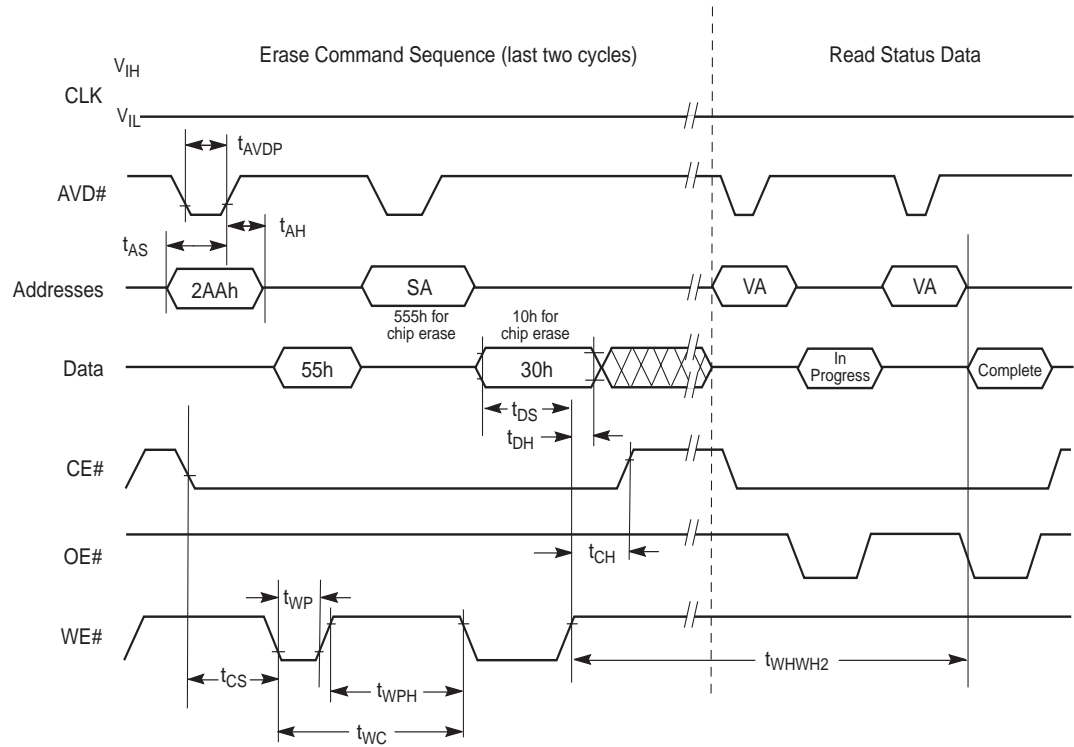 Erase Command Sequence (last two cycles)
Read Status Data
VIH
CLK
VIL
tAVDP
AVD#
tAH
tAS
Addresses
2AAh
SA
VA
VA
555h for
chip erase
10h for
chip erase
Data
55h
30h
In
Progress
Complete
tDS
tDH
CE#
OE#
tCH
tWP
WE#
tCS
tWPH
tWHWH2
tWC